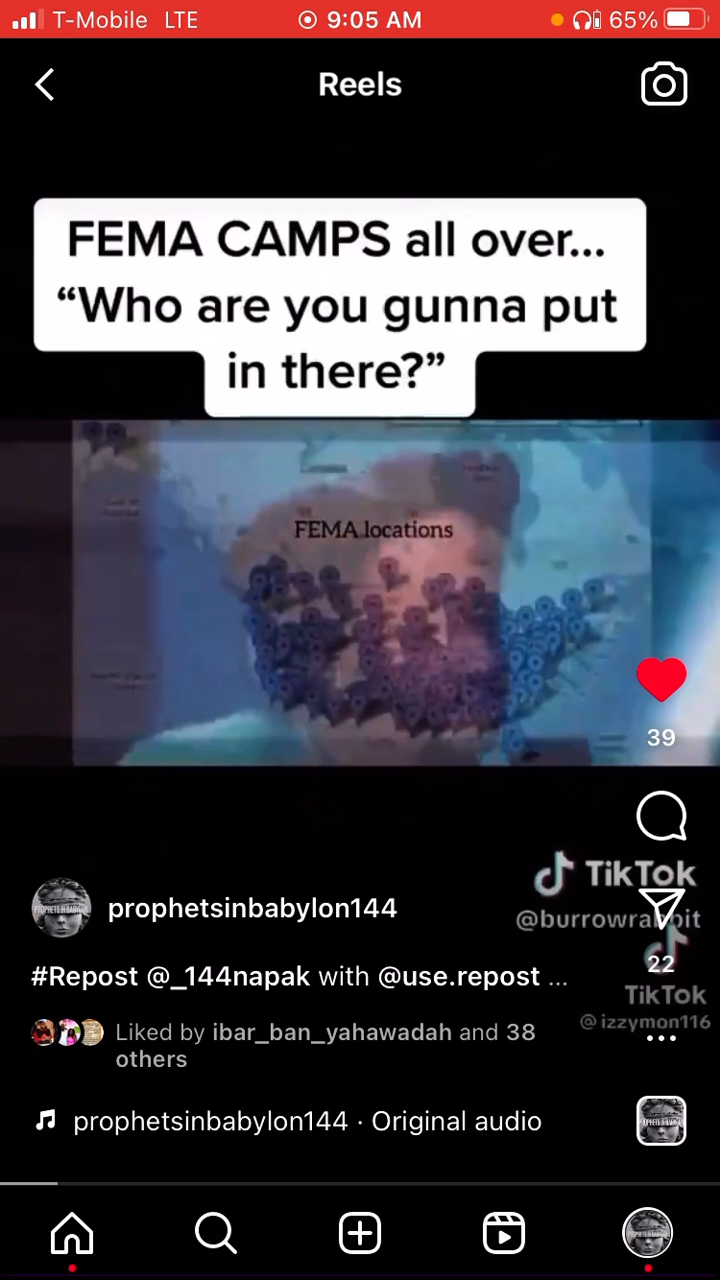 T-Mobile LTE 9:05 AM 65%
Reels
FEMA CAMPS all over...
“Who are you gunna put
in there?”
FEMA locations
39
TikTok
prophetsinbabylon144
@burrowrabbit
#Repost @_144napak with @use.repost ...
22
TikTok
@izzymon116
Liked by ibar_ban_yahawadah and 38
others
prophetsinbabylon144 · Original audio